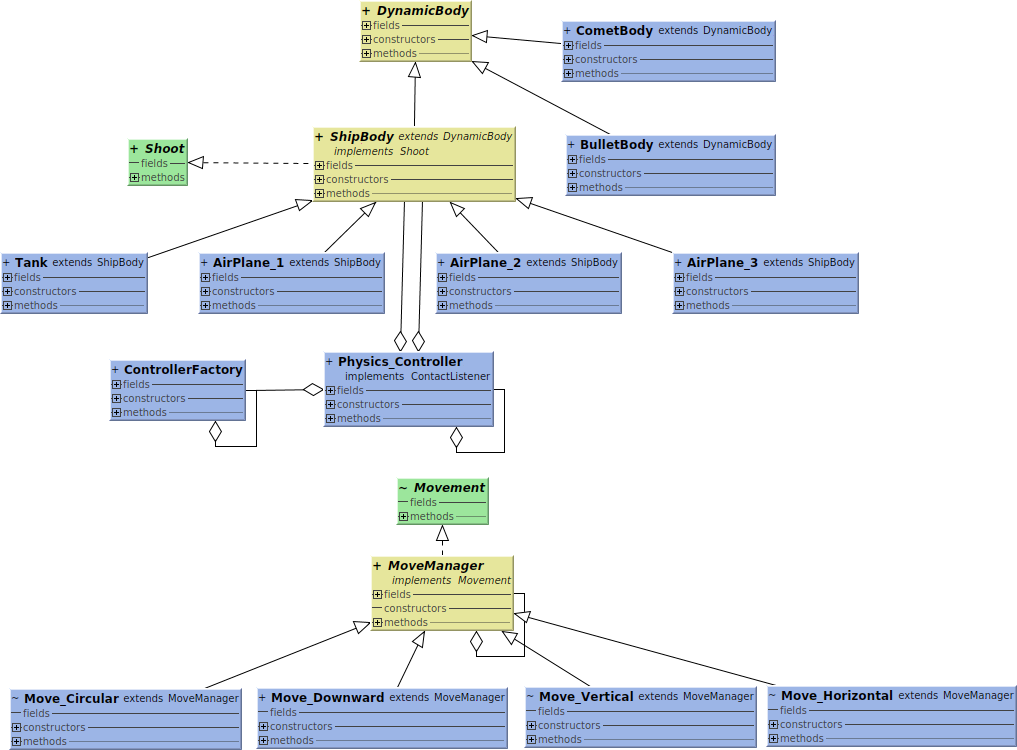 + DynamicBody
fields
constructors
methods
+ CometBody extends DynamicBody
fields
constructors
methods
+ ShipBody extends DynamicBody
implements Shoot
fields
constructors
methods
+ Shoot
fields
methods
+ BulletBody extends DynamicBody
fields
constructors
methods
+ Tank extends ShipBody
fields
constructors
methods
+ AirPlane_1 extends ShipBody
fields
constructors
methods
+ AirPlane_2 extends ShipBody
fields
constructors
methods
+ AirPlane_3 extends ShipBody
fields
constructors
methods
+ ControllerFactory
fields
constructors
methods
+ Physics_Controller
implements ContactListener
fields
constructors
methods
~ Movement
fields
methods
+ MoveManager
implements Movement
fields
constructors
methods
~ Move_Circular extends MoveManager
fields
constructors
methods
+ Move_Downward extends MoveManager
fields
constructors
methods
~ Move_Vertical extends MoveManager
fields
constructors
methods
~ Move_Horizontal extends MoveManager
fields
constructors
methods